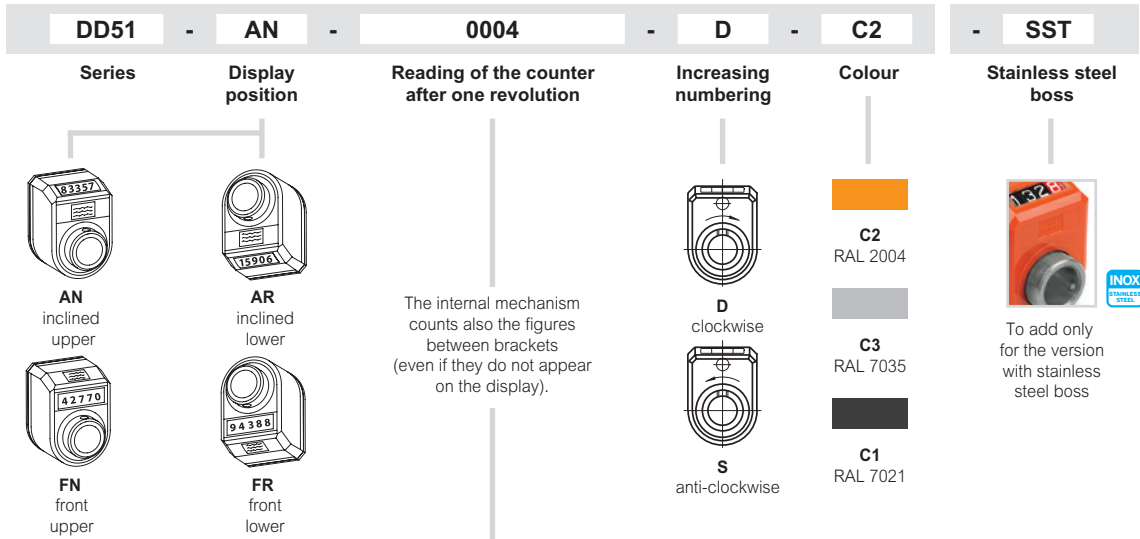 DD51 - AN - 0004 - D - C2 - SST
Series
Display
position
Reading of the counter
after one revolution
Increasing
numbering
Colour
Stainless steel
boss
83357
AN
inclined
upper
15906
AR
inclined
lower
42770
FN
front
upper
94388
FR
front
lower
The internal mechanism
counts also the figures
between brackets
(even if they do not appear
on the display).
D
clockwise
S
anti-clockwise
C2
RAL 2004
C3
RAL 7035
C1
RAL 7021
INOX
STAINLESS
STEEL
To add only
for the version
with stainless
steel boss